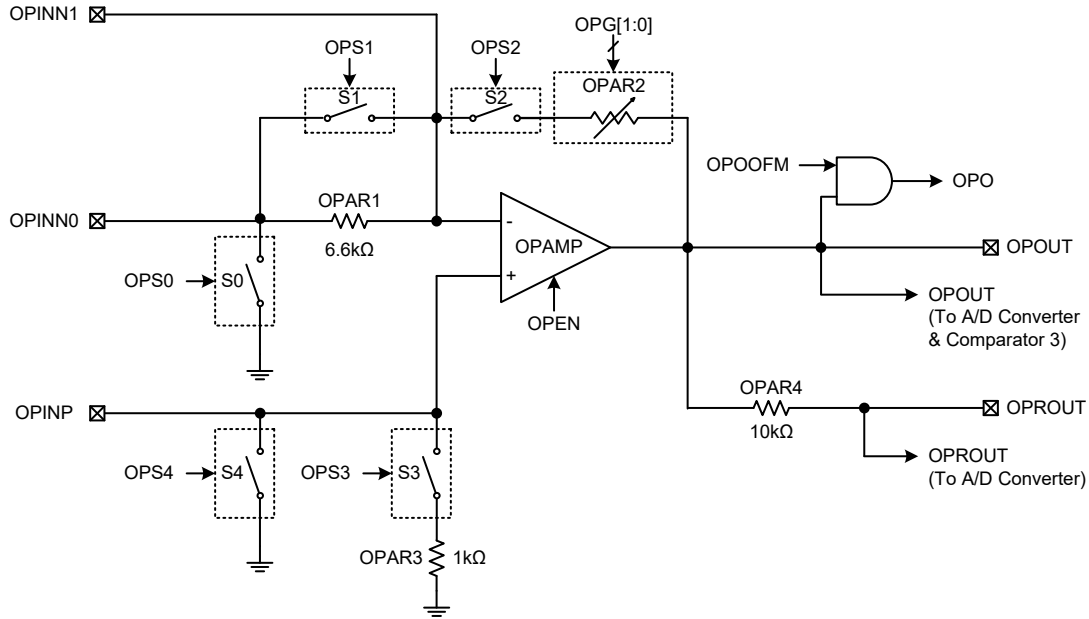 OPINN1
OPG[1:0]
OPS1
OPS2
OPAR2
S1
S2
OPOOFM
OPO
OPAR1
OPINN0
6.6kΩ
-
OPAMP
+
OPOUT
OPS0
S0
OPEN
OPOUT
(To A/D Converter
& Comparator 3)
OPAR4
OPINP
10kΩ
OPROUT
OPS4
S4
OPS3
S3
OPROUT
(To A/D Converter)
OPAR3
1kΩ